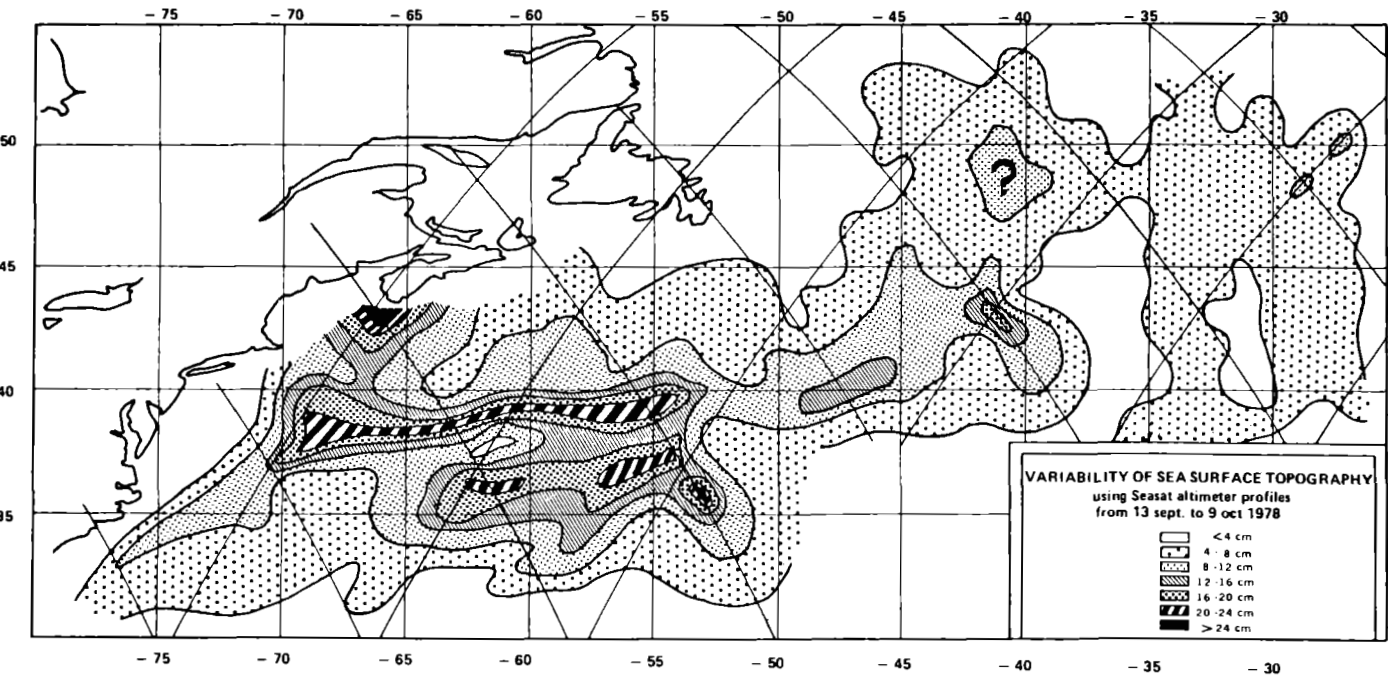 - 75 - 70 - 65 - 60 - 55 - 50 - 45 - 40 - 35 - 30
50
45
40
35
?
VARIABILITY OF SEA SURFACE TOPOGRAPHY
using Seasat altimeter profiles
from 13 sept. to 9 oct 1978
<4 cm
4 - 8 cm
8 -12 cm
12 -16 cm
16 -20 cm
20 -24 cm
>24 cm
- 75 - 70 - 65 - 60 - 55 - 50 - 45 - 40 - 35 - 30